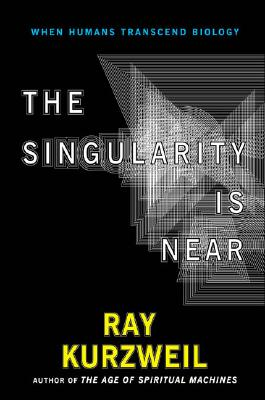 WHEN HUMANS TRANSCEND BIOLOGY
THE
SINGULARITY
IS
NEAR
RAY
KURZWEIL
AUTHOR OF THE AGE OF SPIRITUAL MACHINES